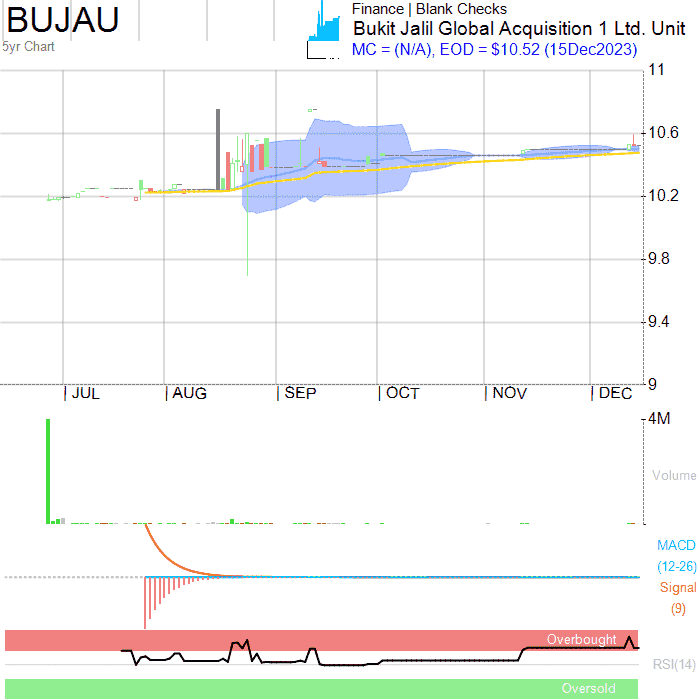 BUJAU
5yr Chart
Finance | Blank Checks
Bukit Jalil Global Acquisition 1 Ltd. Unit
MC = (N/A), EOD = $10.52 (15Dec2023)
11
10.6
10.2
9.8
9.4
9
JUL AUG SEP OCT NOV DEC
4M
Volume
MACD
(12-26)
Signal
(9)
Overbought
RSI(14)
Oversold